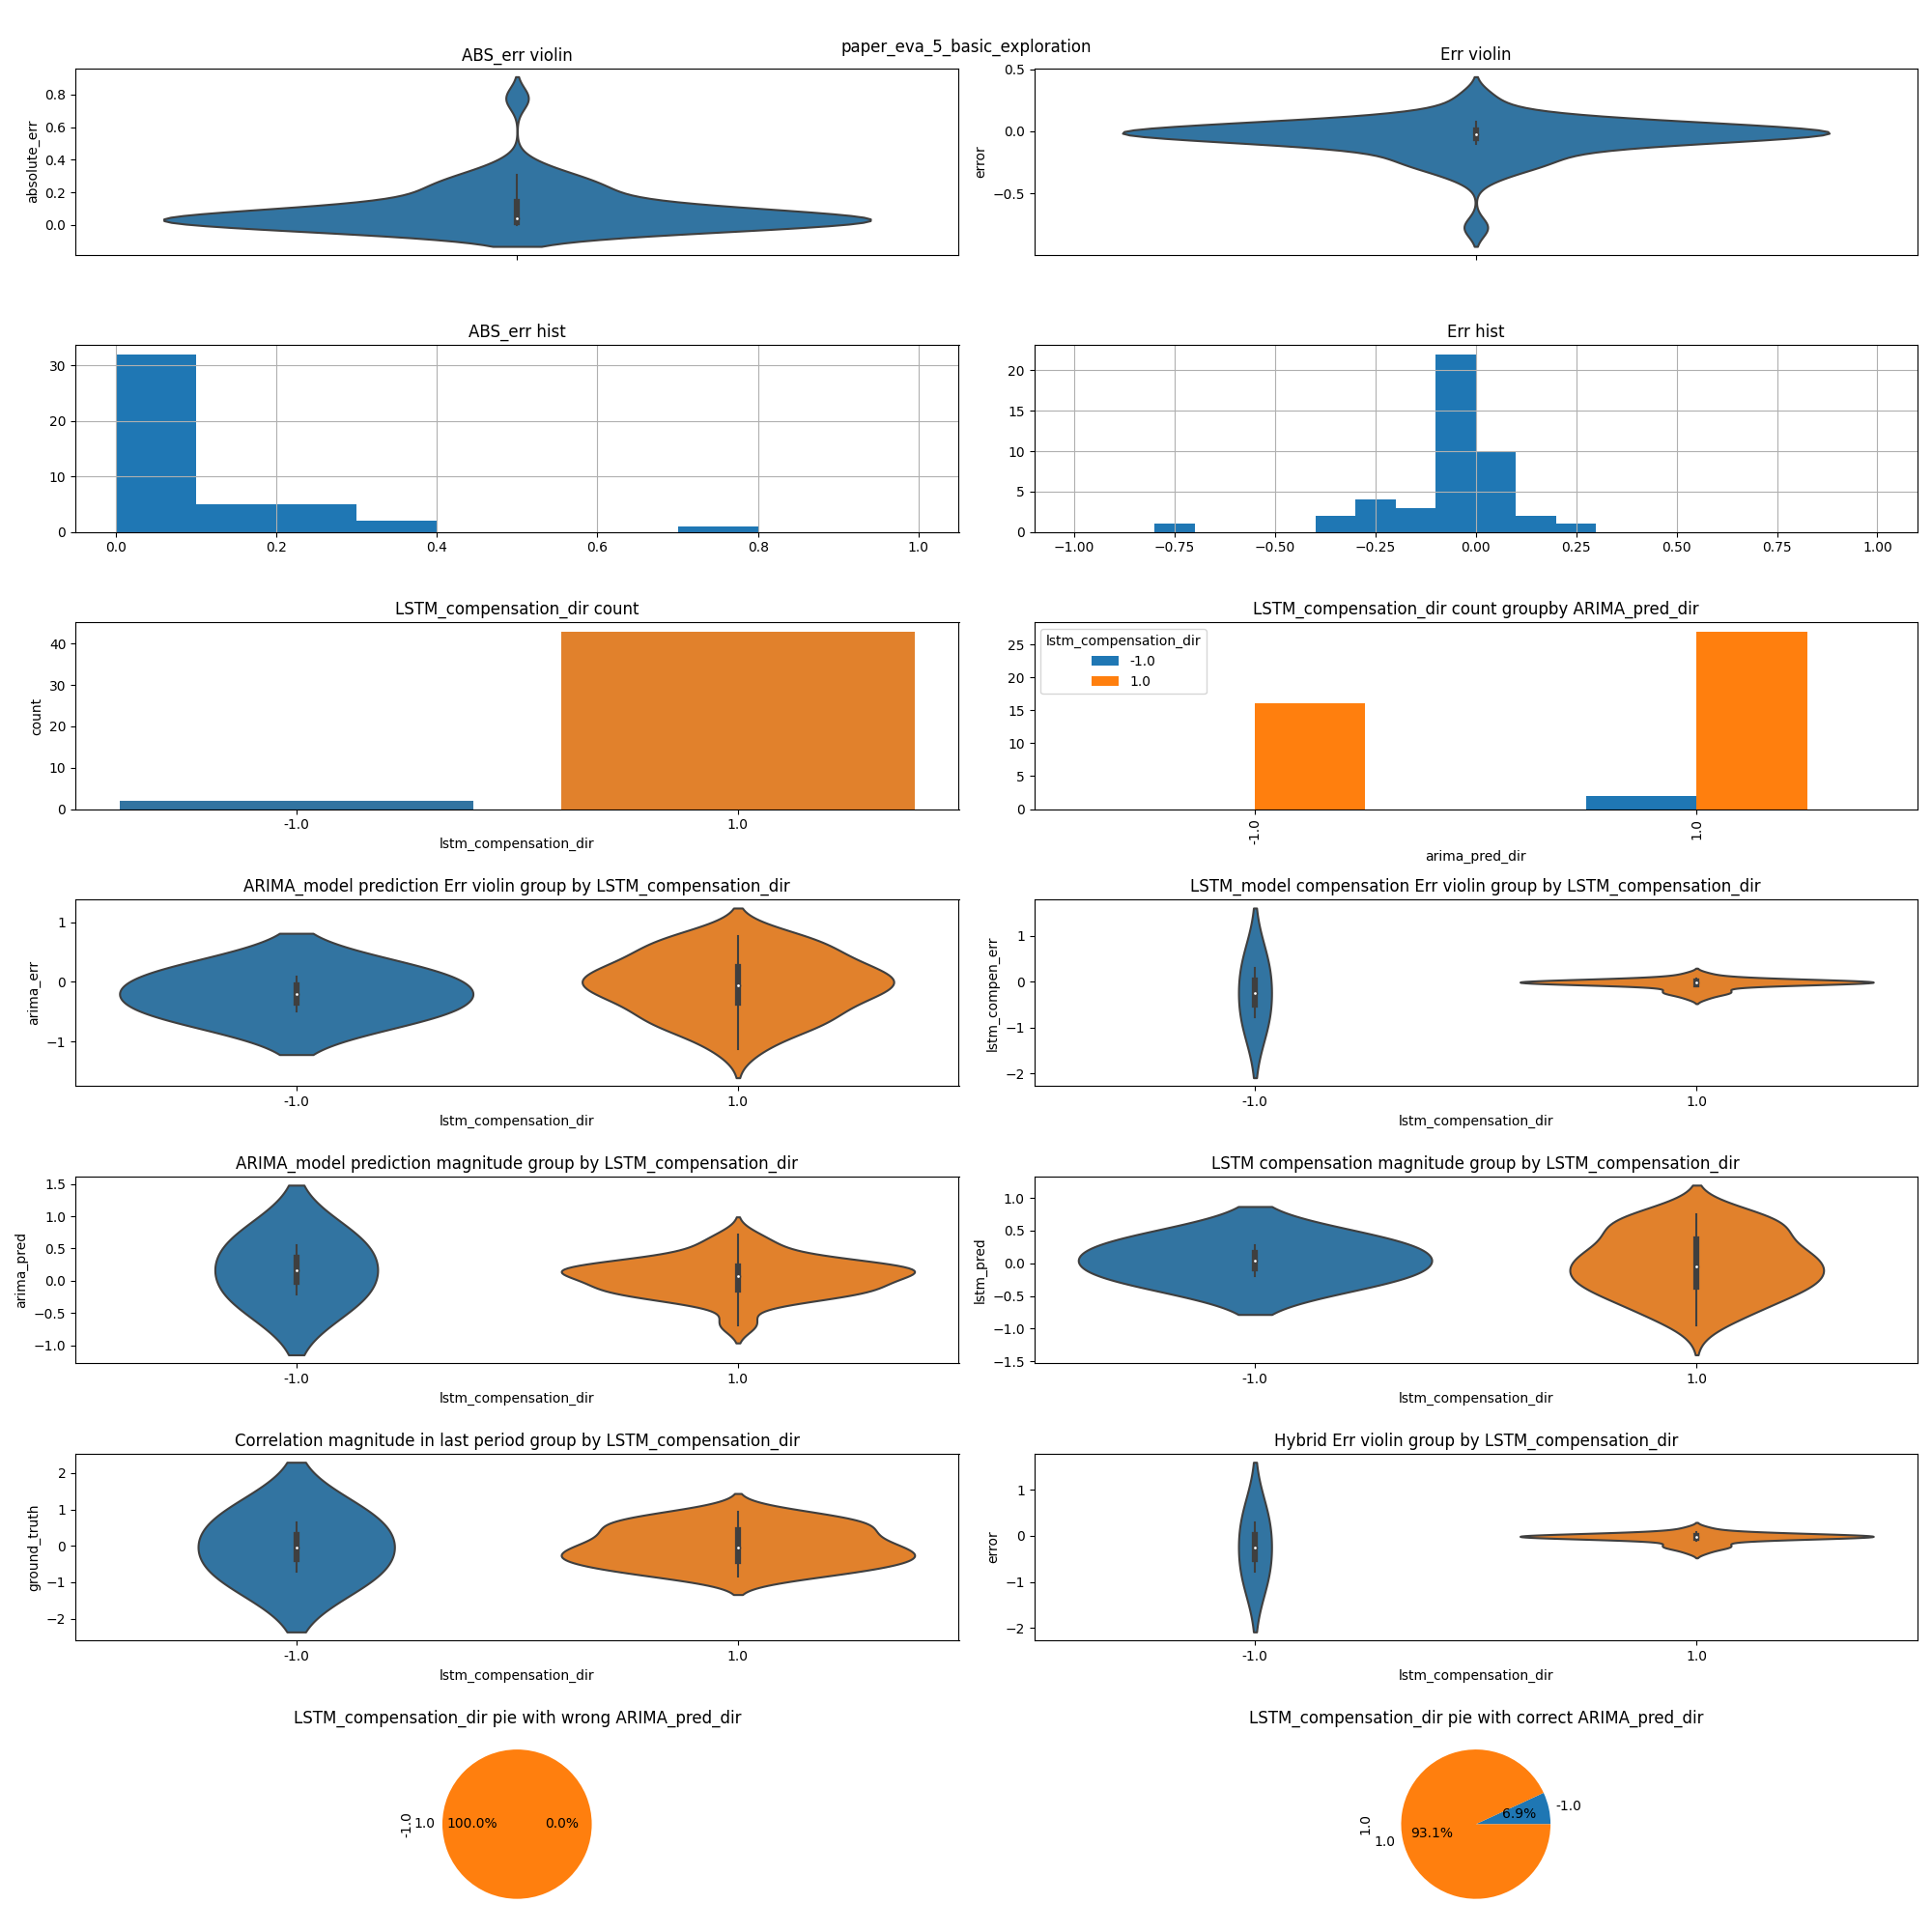 paper_eva_5_basic_exploration
ABS_err violin
absolute_err
0.8
0.6
0.4
0.2
0.0
Err violin
error
0.5
0.0
−0.5
ABS_err hist
30
20
10
0
0.0 0.2 0.4 0.6 0.8 1.0
Err hist
20
15
10
5
0
−1.00 −0.75 −0.50 −0.25 0.00 0.25 0.50 0.75 1.00
LSTM_compensation_dir count
count
40
30
20
10
0
-1.0 1.0
lstm_compensation_dir
LSTM_compensation_dir count groupby ARIMA_pred_dir
lstm_compensation_dir
-1.0
1.0
25
20
15
10
5
0
-1.0 1.0
arima_pred_dir
ARIMA_model prediction Err violin group by LSTM_compensation_dir
arima_err
1
0
−1
-1.0 1.0
lstm_compensation_dir
LSTM_model compensation Err violin group by LSTM_compensation_dir
lstm_compen_err
1
0
−1
−2
-1.0 1.0
lstm_compensation_dir
ARIMA_model prediction magnitude group by LSTM_compensation_dir
arima_pred
1.5
1.0
0.5
0.0
−0.5
−1.0
-1.0 1.0
lstm_compensation_dir
LSTM compensation magnitude group by LSTM_compensation_dir
lstm_pred
1.0
0.5
0.0
−0.5
−1.0
−1.5
-1.0 1.0
lstm_compensation_dir
Correlation magnitude in last period group by LSTM_compensation_dir
ground_truth
2
1
0
−1
−2
-1.0 1.0
lstm_compensation_dir
Hybrid Err violin group by LSTM_compensation_dir
error
1
0
−1
−2
-1.0 1.0
lstm_compensation_dir
LSTM_compensation_dir pie with wrong ARIMA_pred_dir
-1.0
1.0 100.0% 0.0%
LSTM_compensation_dir pie with correct ARIMA_pred_dir
1.0
6.9% -1.0
1.0 93.1%